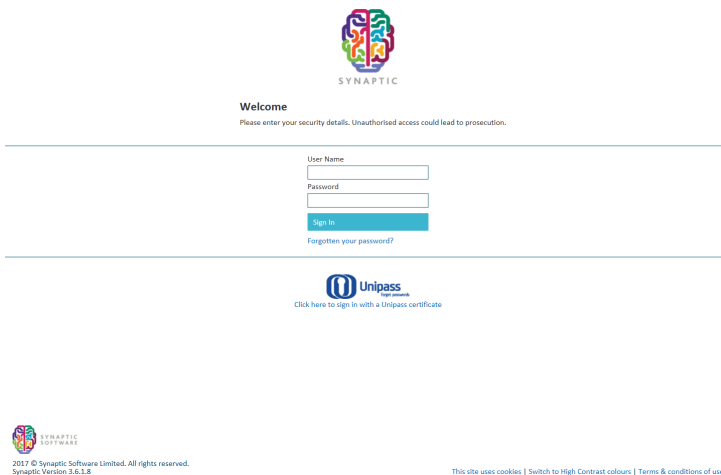 SYNAPTIC
Welcome
Please enter your security details. Unauthorised access could lead to prosecution.
User Name
Password
Sign In
Forgotten your password?
Unipass
forget passwords
Click here to sign in with a Unipass certificate
SYNAPTIC
SOFTWARE
2017 © Synaptic Software Limited. All rights reserved.
Synaptic Version 3.6.1.8
This site uses cookies | Switch to High Contrast colours | Terms & conditions of use